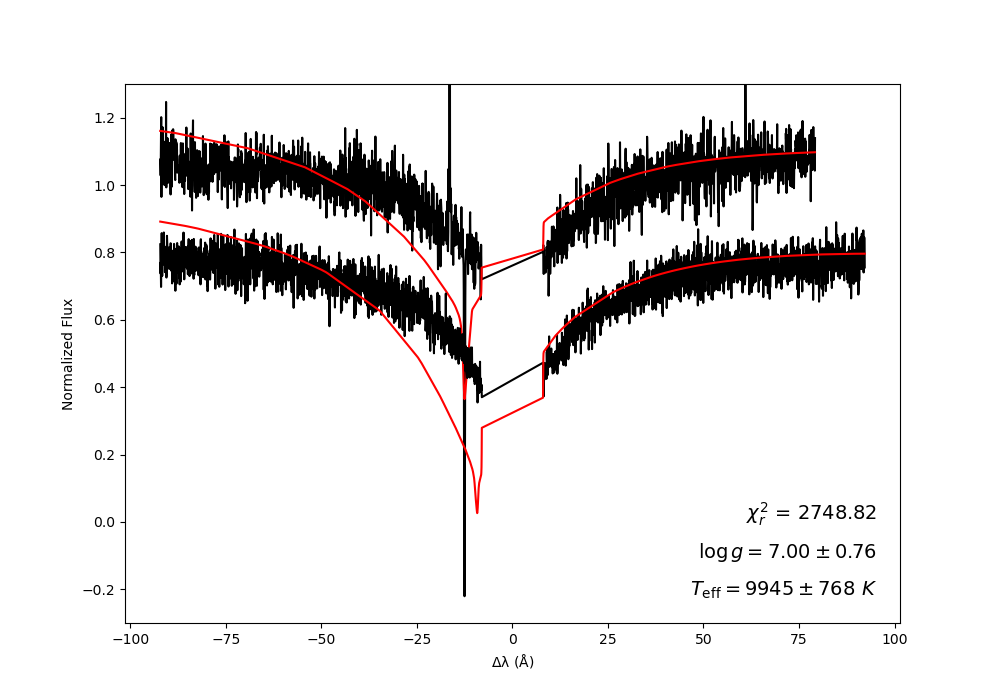 1.2
1.0
0.8
0.6
0.4
0.2
0.0
−0.2
Normalized Flux
χ²ᵣ = 2748.82
log g = 7.00 ± 0.76
T_eff = 9945 ± 768 K
−100 −75 −50 −25 0 25 50 75 100
Δλ (Å)